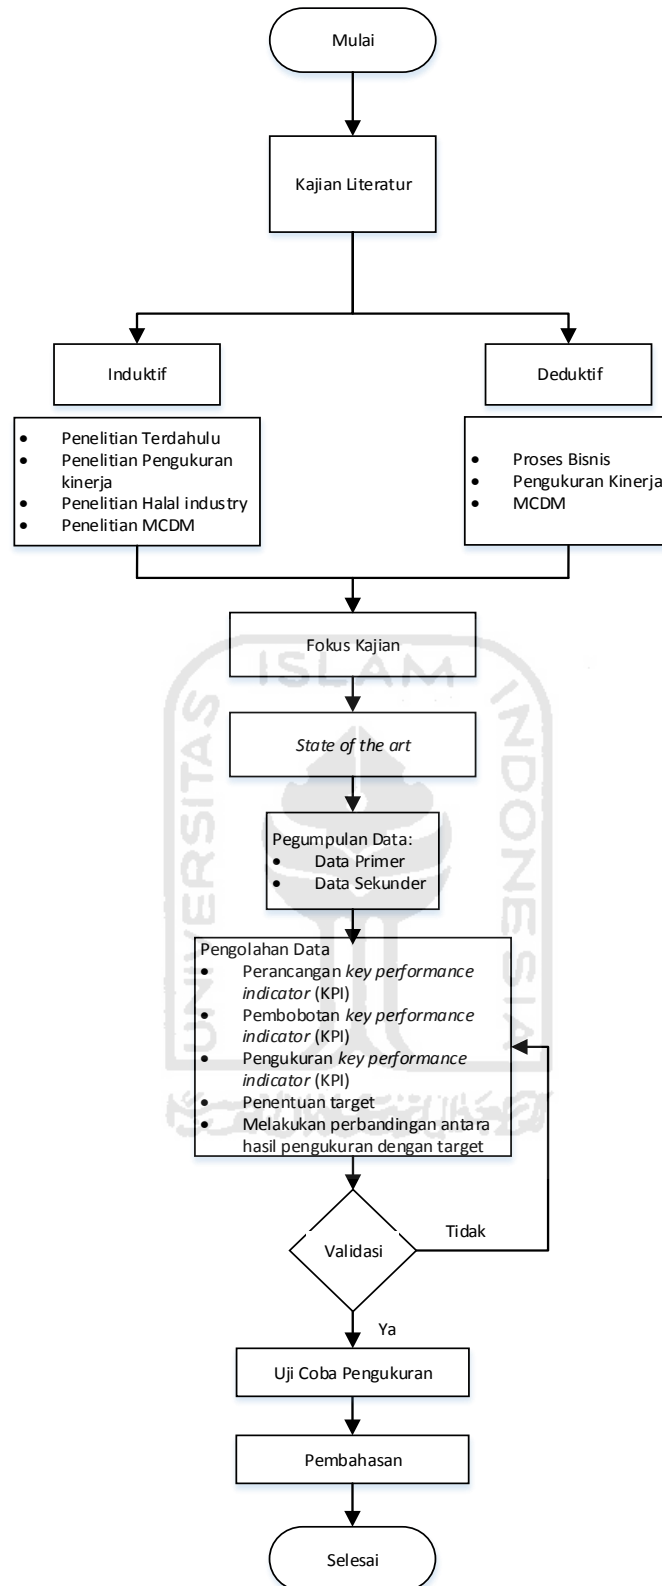 Mulai
Kajian Literatur
Induktif
Deduktif
• Penelitian Terdahulu
• Penelitian Pengukuran
kinerja
• Penelitian Halal industry
• Penelitian MCDM
• Proses Bisnis
• Pengukuran Kinerja
• MCDM
Fokus Kajian
State of the art
Pegumpulan Data:
• Data Primer
• Data Sekunder
Pengolahan Data
• Perancangan key performance
indicator (KPI)
• Pembobotan key performance
indicator (KPI)
• Pengukuran key performance
indicator (KPI)
• Penentuan target
• Melakukan perbandingan antara
hasil pengukuran dengan target
Validasi
Tidak
Ya
Uji Coba Pengukuran
Pembahasan
Selesai
UNIVERSITAS
ISLAM
INDONESIA